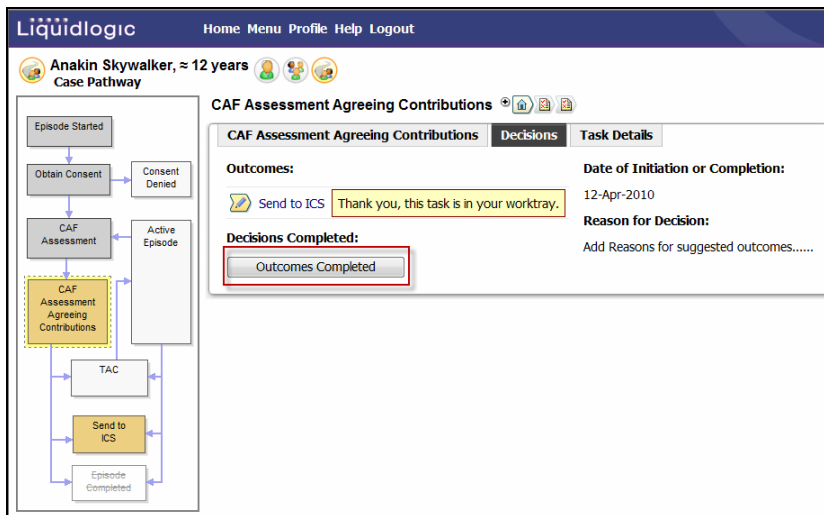 Liquidlogic
Home Menu Profile Help Logout
Anakin Skywalker, ≈ 12 years
Case Pathway
Episode Started
Obtain Consent
Consent
Denied
CAF
Assessment
Active
Episode
CAF
Assessment
Agreeing
Contributions
TAC
Send to
ICS
Episode
Completed
CAF Assessment Agreeing Contributions
CAF Assessment Agreeing Contributions Decisions Task Details
Outcomes:
Send to ICS Thank you, this task is in your worktray.
Decisions Completed:
Outcomes Completed
Date of Initiation or Completion:
12-Apr-2010
Reason for Decision:
Add Reasons for suggested outcomes......